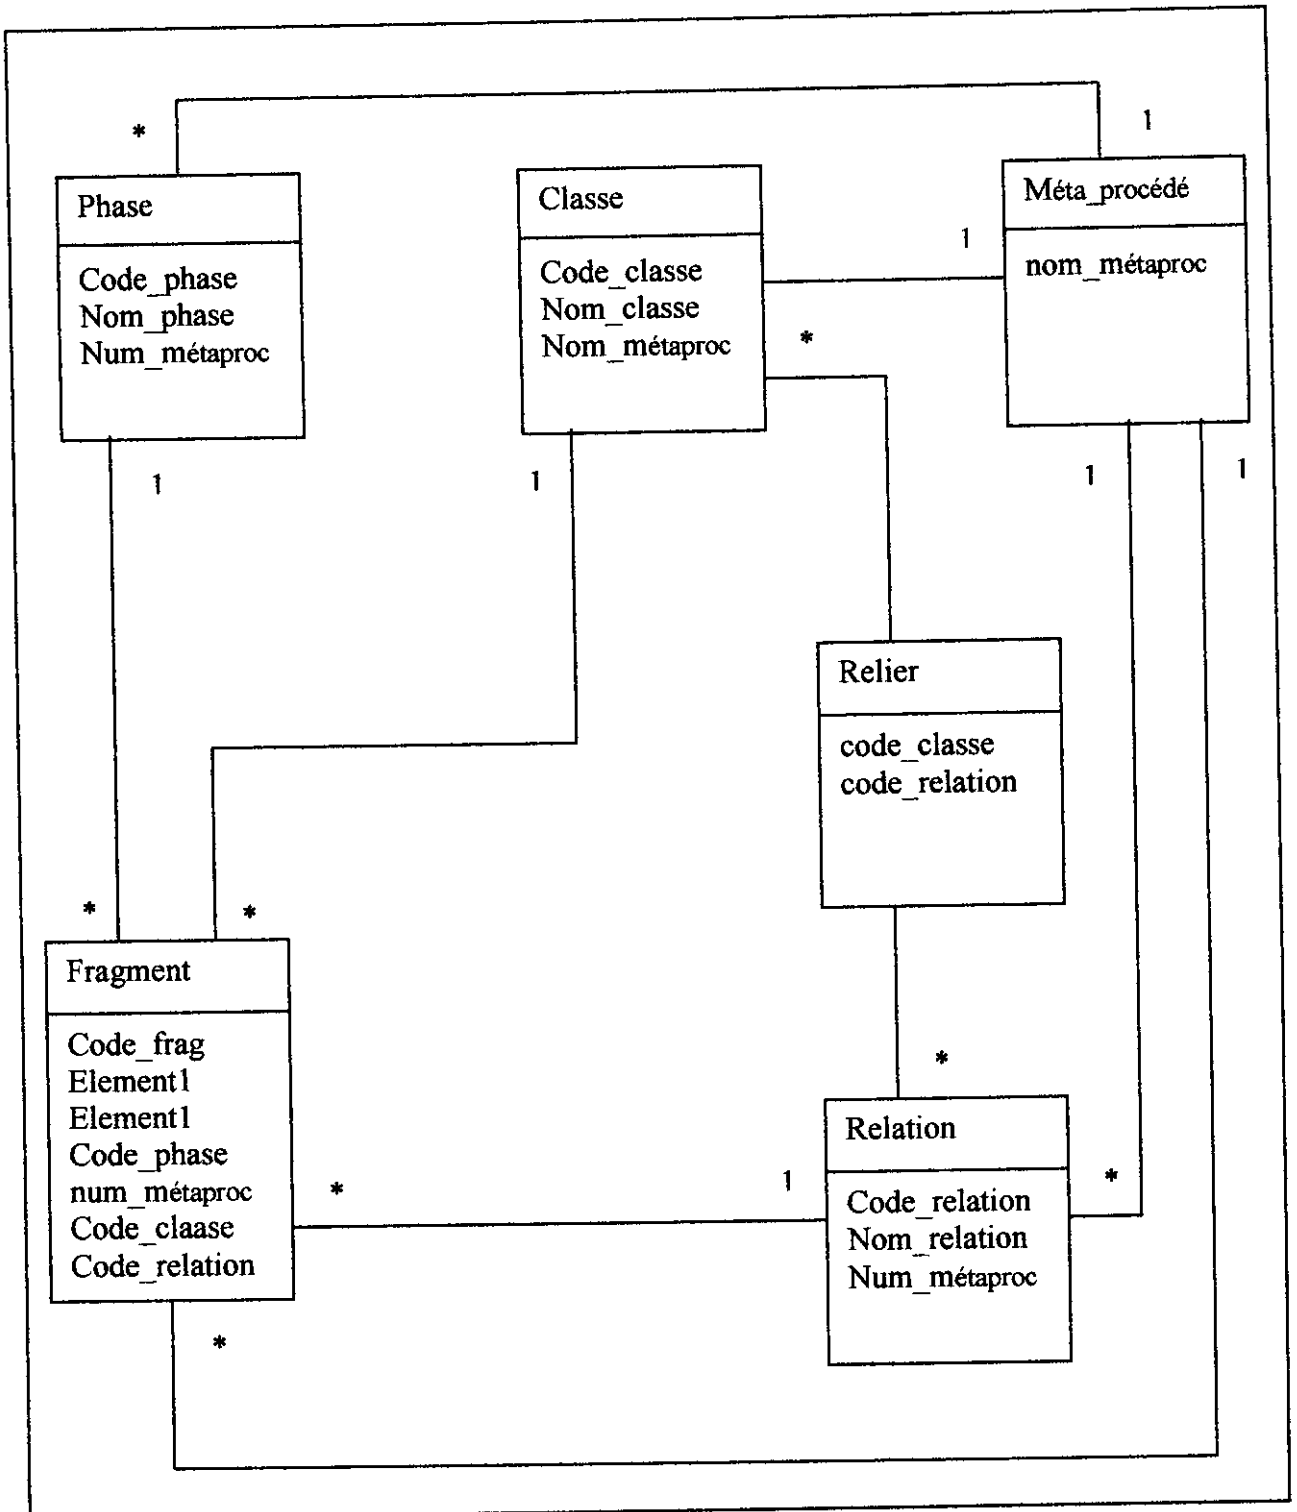 *
1
Phase
Code_phase
Nom_phase
Num_métaproc
1
Classe
Code_classe
Nom_classe
Nom_métaproc
1
*
1
Méta_procédé
nom_métaproc
1
1
Relier
code_classe
code_relation
*
*
*
Fragment
Code_frag
Element1
Element1
Code_phase
num_métaproc
Code_claase
Code_relation
*
1
*
Relation
Code_relation
Nom_relation
Num_métaproc
*